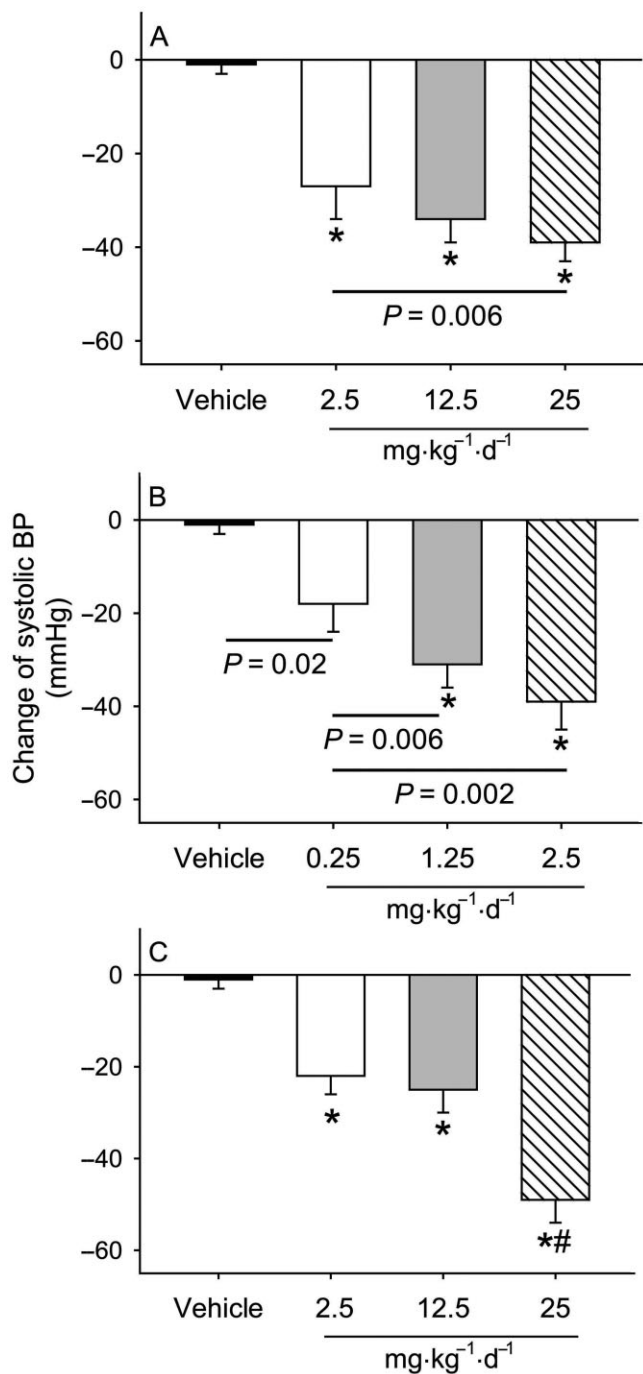 A
0
−20
*
*
*
−40
P = 0.006
−60
Vehicle 2.5 12.5 25
mg·kg⁻¹·d⁻¹
Change of systolic BP
(mmHg)
B
0
−20
P = 0.02
*
−40
P = 0.006
*
P = 0.002
−60
Vehicle 0.25 1.25 2.5
mg·kg⁻¹·d⁻¹
C
0
−20
*
*
−40
−60
*#
Vehicle 2.5 12.5 25
mg·kg⁻¹·d⁻¹